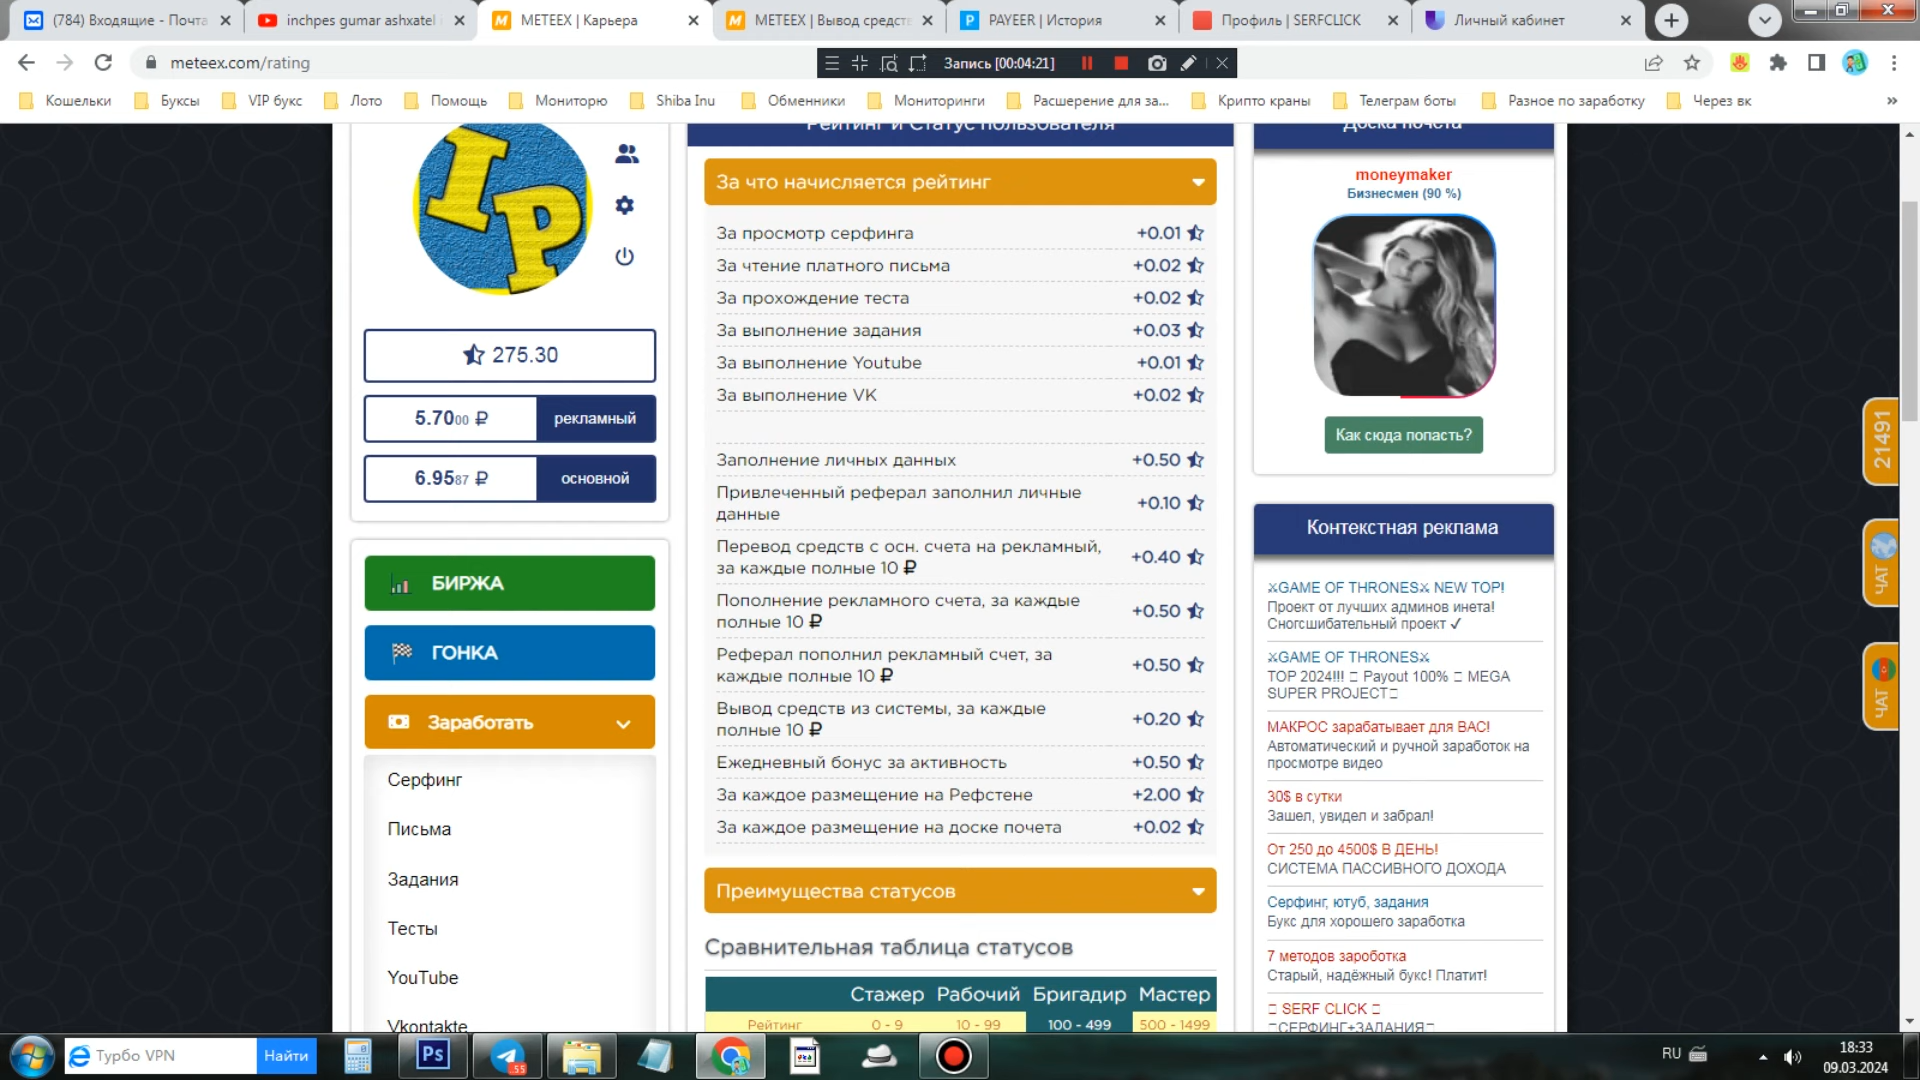 (784) Входящие - Почта
inchpes gumar ashxatel
METEEX | Карьера
METEEX | Вывод средств
PAYEER | История
Профиль | SERFCLICK
Личный кабинет
meteex.com/rating
Запись [00:04:21]
Кошельки
Буксы
VIP букс
Лото
Помощь
Мониторю
Shiba Inu
Обменники
Мониторинги
Расшерение для за...
Крипто краны
Телеграм боты
Разное по заработку
Через вк
»
IP
275.30
5.7000 ₽
рекламный
6.9587 ₽
основной
БИРЖА
ГОНКА
Заработать
Серфинг
Письма
Задания
Тесты
YouTube
Vkontakte
Рейтинг и Статус пользователя
За что начисляется рейтинг
За просмотр серфинга +0.01
За чтение платного письма +0.02
За прохождение теста +0.02
За выполнение задания +0.03
За выполнение Youtube +0.01
За выполнение VK +0.02
Заполнение личных данных +0.50
Привлеченный реферал заполнил личные
данные +0.10
Перевод средств с осн. счета на рекламный,
за каждые полные 10 ₽ +0.40
Пополнение рекламного счета, за каждые
полные 10 ₽ +0.50
Реферал пополнил рекламный счет, за
каждые полные 10 ₽ +0.50
Вывод средств из системы, за каждые
полные 10 ₽ +0.20
Ежедневный бонус за активность +0.50
За каждое размещение на Рефстене +2.00
За каждое размещение на доске почета +0.02
Преимущества статусов
Сравнительная таблица статусов
Стажер Рабочий Бригадир Мастер
Рейтинг 0 - 9 10 - 99 100 - 499 500 - 1499
Доска почета
moneymaker
Бизнесмен (90 %)
Как сюда попасть?
Контекстная реклама
⚔GAME OF THRONES⚔ NEW TOP!
Проект от лучших админов инета!
Сногсшибательный проект ✓
⚔GAME OF THRONES⚔
TOP 2024!!! Payout 100% MEGA
SUPER PROJECT
МАКРОС зарабатывает для ВАС!
Автоматический и ручной заработок на
просмотре видео
30$ в сутки
Зашел, увидел и забрал!
От 250 до 4500$ В ДЕНЬ!
СИСТЕМА ПАССИВНОГО ДОХОДА
Серфинг, ютуб, задания
Букс для хорошего заработка
7 методов зароботка
Старый, надёжный букс! Платит!
SERF CLICK
СЕРФИНГ+ЗАДАНИЯ
21491
ЧАТ
ЧАТ
Турбо VPN
Найти
Ps
55
RU
18:33
09.03.2024